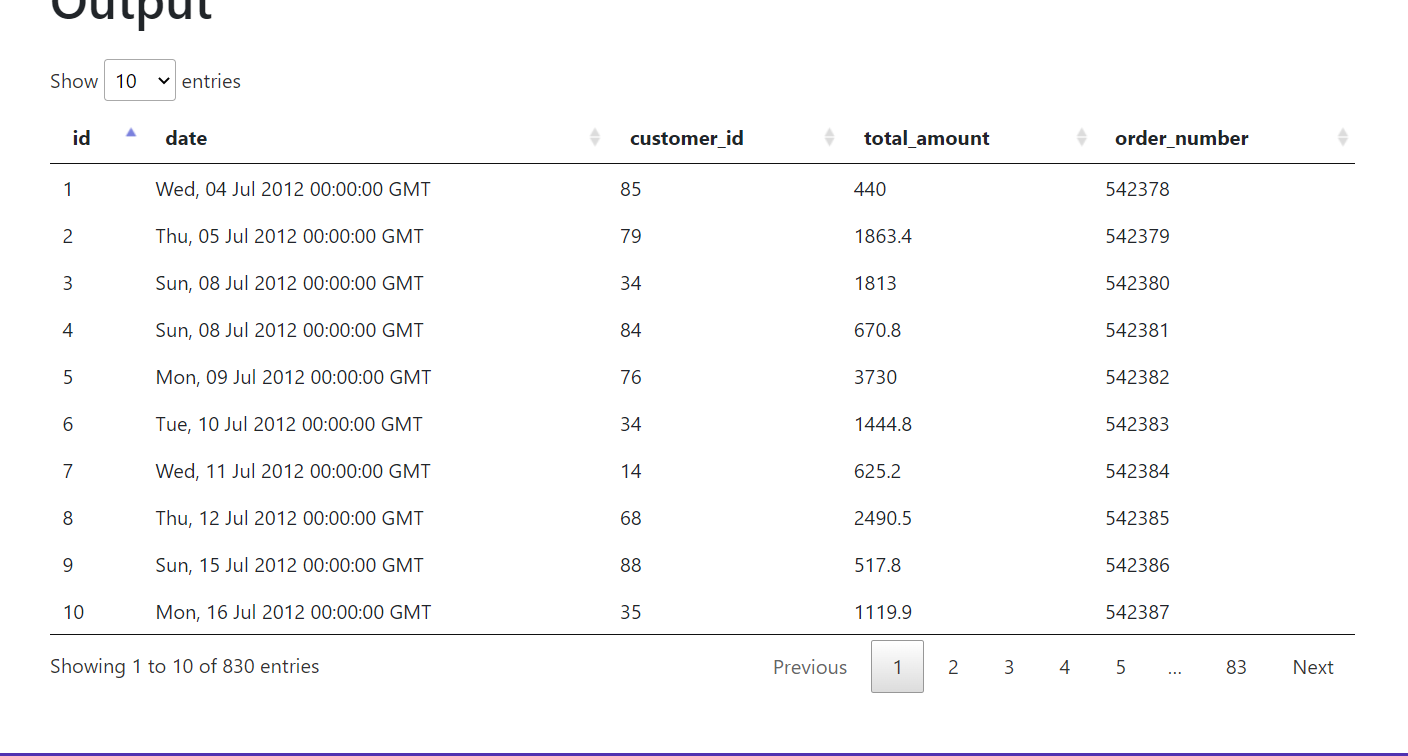 Output
Show 10 entries
id date customer_id total_amount order_number
1 Wed, 04 Jul 2012 00:00:00 GMT 85 440 542378
2 Thu, 05 Jul 2012 00:00:00 GMT 79 1863.4 542379
3 Sun, 08 Jul 2012 00:00:00 GMT 34 1813 542380
4 Sun, 08 Jul 2012 00:00:00 GMT 84 670.8 542381
5 Mon, 09 Jul 2012 00:00:00 GMT 76 3730 542382
6 Tue, 10 Jul 2012 00:00:00 GMT 34 1444.8 542383
7 Wed, 11 Jul 2012 00:00:00 GMT 14 625.2 542384
8 Thu, 12 Jul 2012 00:00:00 GMT 68 2490.5 542385
9 Sun, 15 Jul 2012 00:00:00 GMT 88 517.8 542386
10 Mon, 16 Jul 2012 00:00:00 GMT 35 1119.9 542387
Showing 1 to 10 of 830 entries Previous 1 2 3 4 5 ... 83 Next